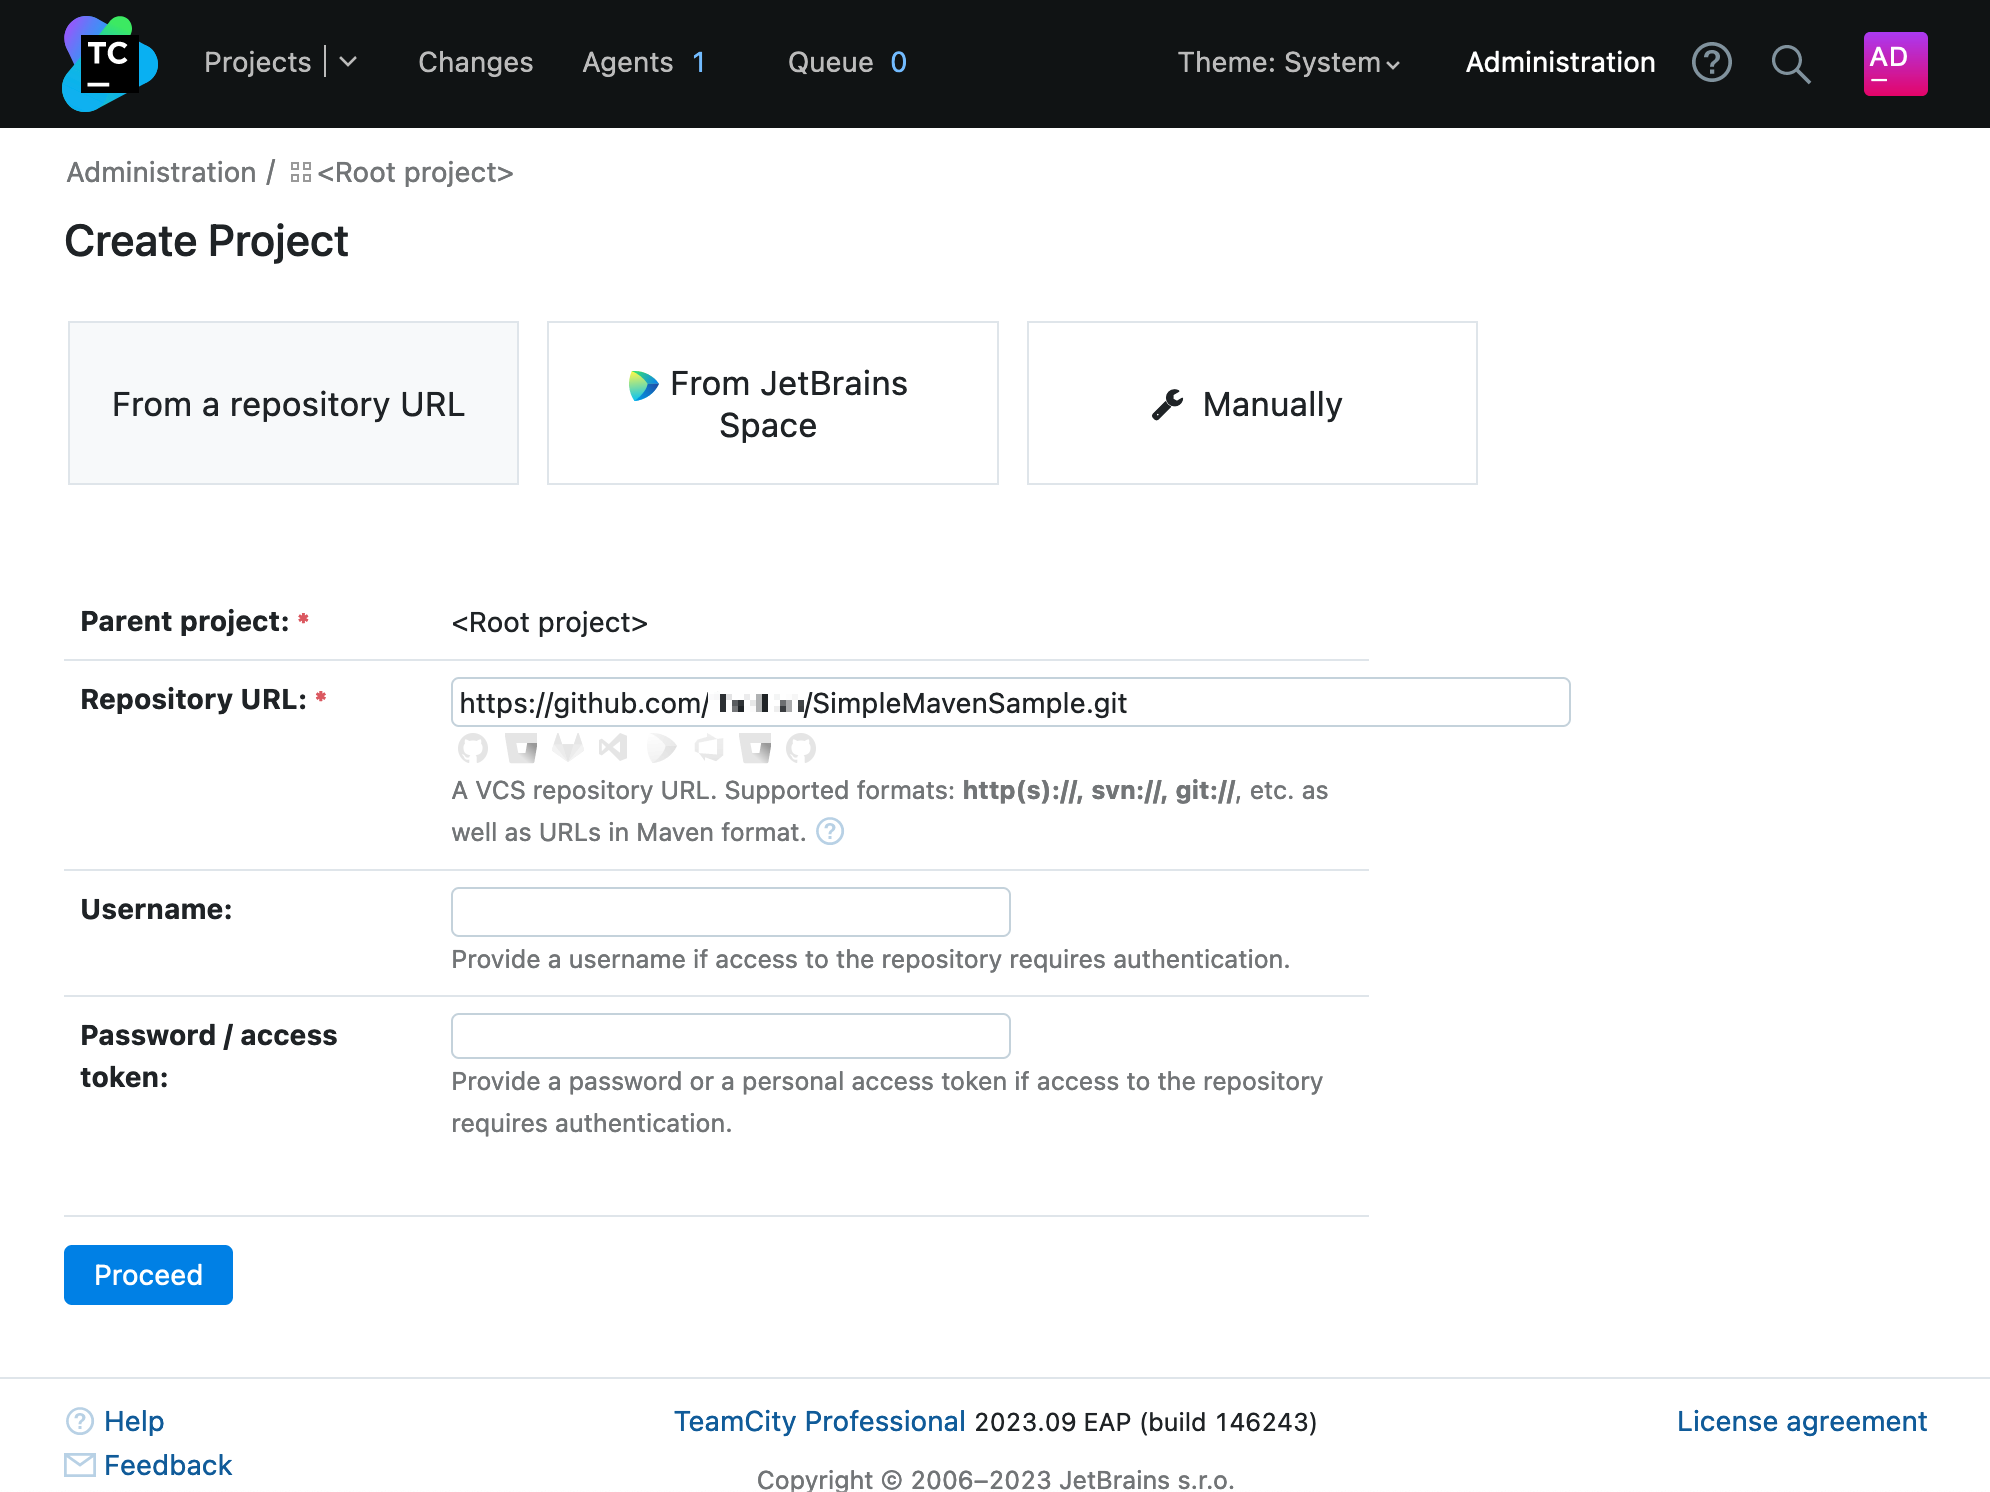 TC
Projects Changes Agents 1 Queue 0 Theme: System Administration AD
Administration / <Root project>
Create Project
From a repository URL
From JetBrains
Space
Manually
Parent project: * <Root project>
Repository URL: * https://github.com/ /SimpleMavenSample.git
A VCS repository URL. Supported formats: http(s)://, svn://, git://, etc. as
well as URLs in Maven format. ?
Username:
Provide a username if access to the repository requires authentication.
Password / access
token:
Provide a password or a personal access token if access to the repository
requires authentication.
Proceed
Help TeamCity Professional 2023.09 EAP (build 146243) License agreement
Feedback
Copyright © 2006–2023 JetBrains s.r.o.